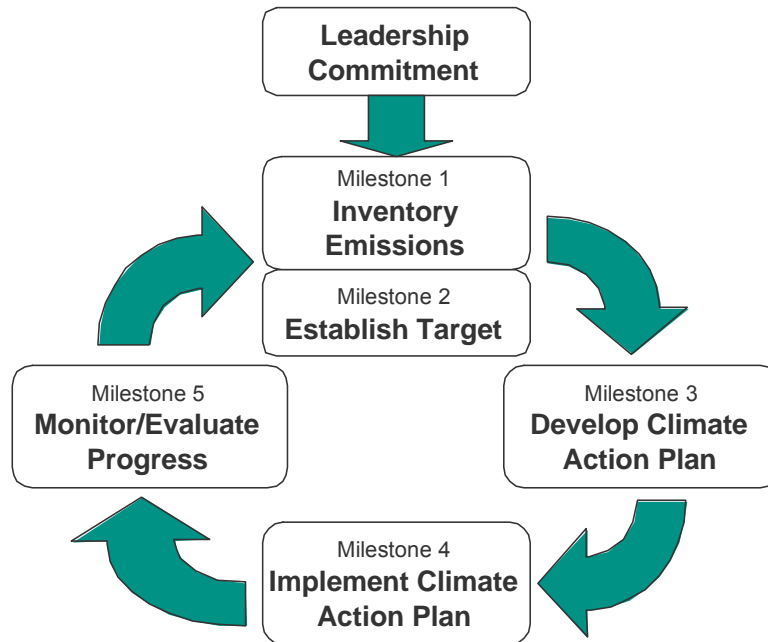 Leadership
Commitment
Milestone 1
Inventory
Emissions
Milestone 2
Establish Target
Milestone 5
Monitor/Evaluate
Progress
Milestone 3
Develop Climate
Action Plan
Milestone 4
Implement Climate
Action Plan